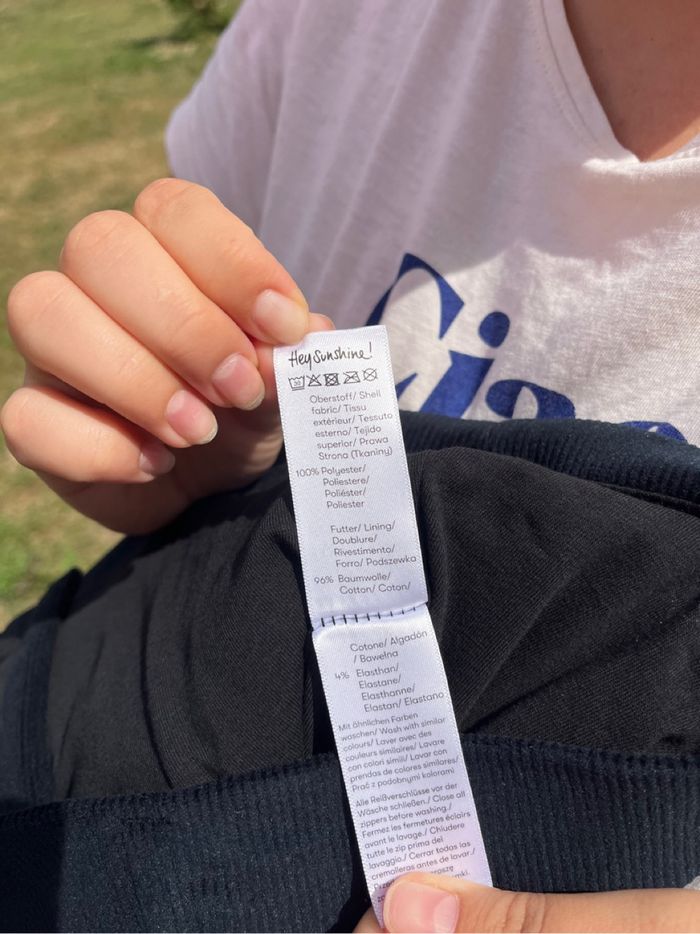 Hey Sunshine!
30
Oberstoff/ Shell
fabric/ Tissu
extérieur/ Tessuto
esterno/ Tejido
superior/ Prawa
Strona (Tkaniny)
100% Polyester/
Poliestere/
Poliéster/
Poliester
Futter/ Lining/
Doublure/
Rivestimento/
Forro/ Podszewka
96% Baumwolle/
Cotton/ Coton/
Cotone/ Algodón
/ Bawełna
4% Elasthan/
Elastane/
Elasthanne/
Elastan/ Elastano
Mit ähnlichen Farben
waschen/ Wash with similar
colours/ Laver avec des
couleurs similaires/ Lavare
con colori simili/ Lavar con
prendas de colores similares/
Prać z podobnymi kolorami
Alle Reißverschlüsse vor der
Wäsche schließen./ Close all
zippers before washing./
Fermez les fermetures éclairs
avant le lavage./ Chiudere
tutte le zip prima del
lavaggio./ Cerrar todas las
cremalleras antes de lavar./